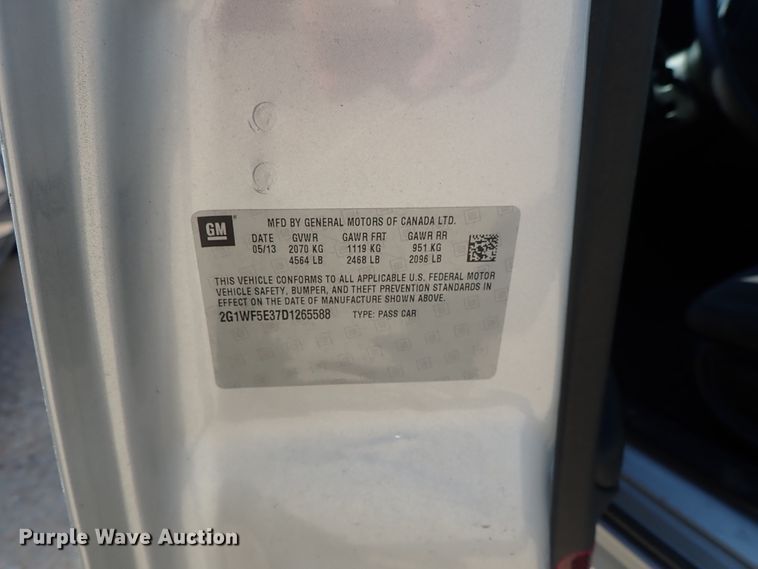 GM
MFD BY GENERAL MOTORS OF CANADA LTD.
DATE GVWR GAWR FRT GAWR RR
05/13 2070 KG 1119 KG 951 KG
4564 LB 2468 LB 2096 LB
THIS VEHICLE CONFORMS TO ALL APPLICABLE U.S. FEDERAL MOTOR
VEHICLE SAFETY, BUMPER, AND THEFT PREVENTION STANDARDS IN
EFFECT ON THE DATE OF MANUFACTURE SHOWN ABOVE.
2G1WF5E37D1265588 TYPE: PASS CAR
Purple Wave Auction